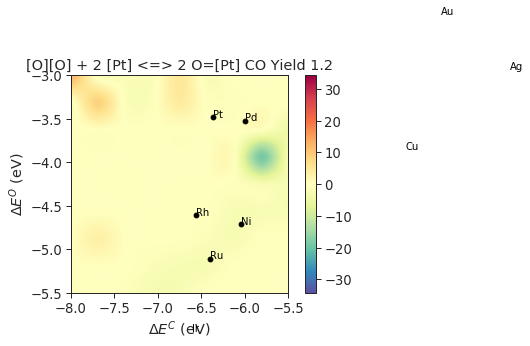 Au
Ag
[O][O] + 2 [Pt] <=> 2 O=[Pt] CO Yield 1.2
−3.0
−3.5
−4.0
−4.5
−5.0
−5.5
ΔE^O (eV)
Pt
Pd
Rh
Ni
Ru
Cu
30
20
10
0
−10
−20
−30
−8.0 −7.5 −7.0 −6.5 −6.0 −5.5
ΔE^C (eV)
Ir